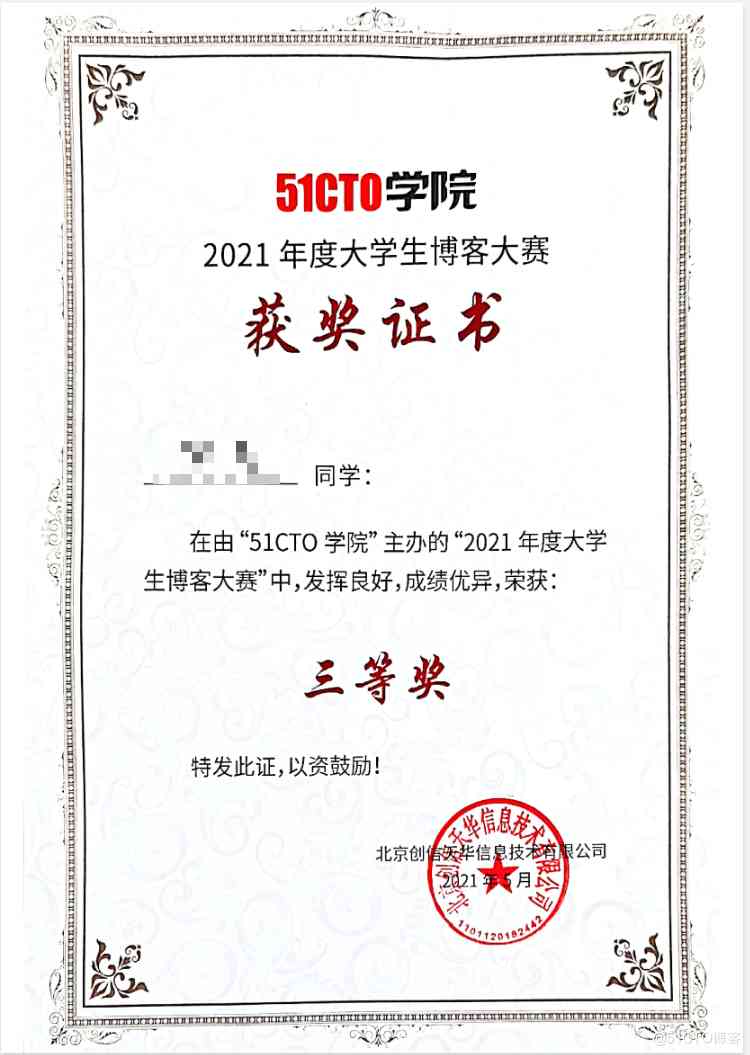 51CTO学院
2021 年度大学生博客大赛
获奖证书
同学：
在由“51CTO 学院”主办的“2021 年度大学
生博客大赛”中，发挥良好，成绩优异，荣获：
三等奖
特发此证，以资鼓励！
北京创信天华信息技术有限公司
2021 年 5 月
北京创信天华信息技术有限公司
1101120182442
@51CTO博客